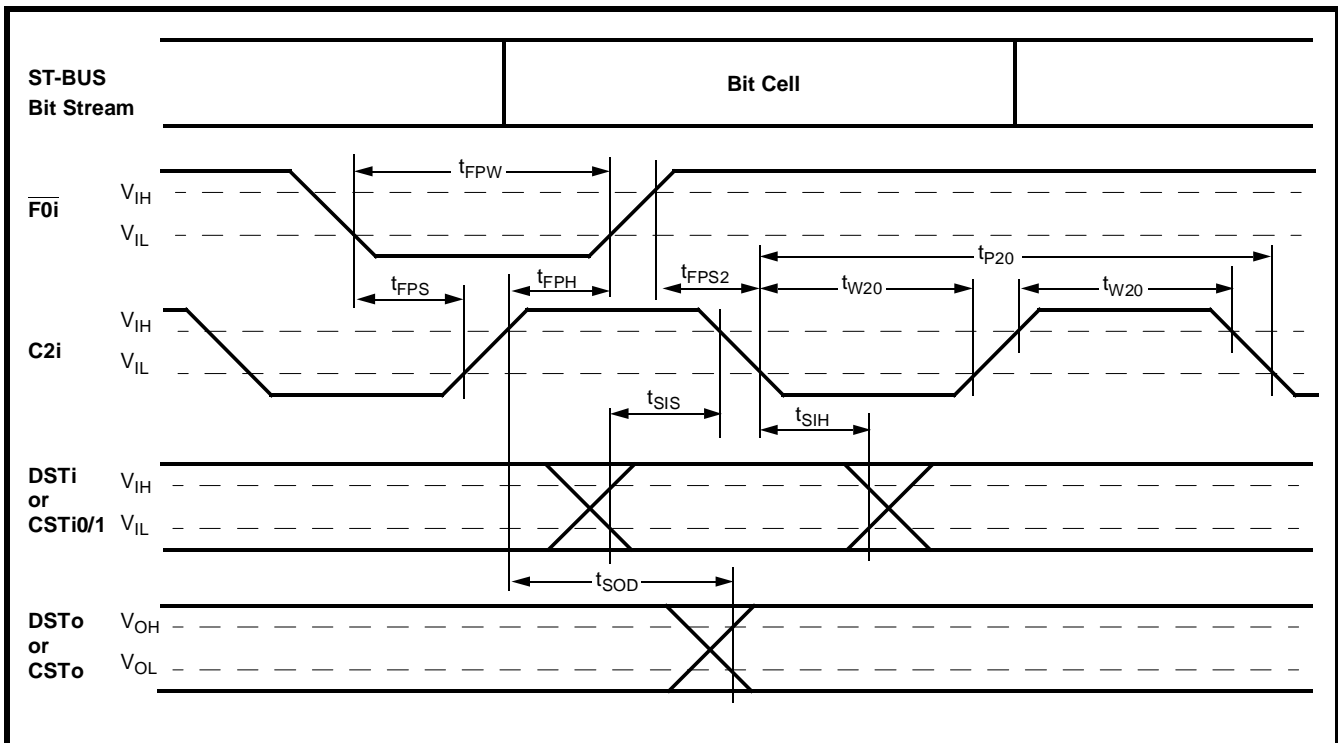 ST-BUS
Bit Stream
Bit Cell
tFPW
F0i
VIH
VIL
tP20
tFPS
tFPH
tFPS2
tW20
tW20
C2i
VIH
VIL
tSIS
tSIH
DSTi
or
CSTi0/1
VIH
VIL
tSOD
DSTo
or
CSTo
VOH
VOL